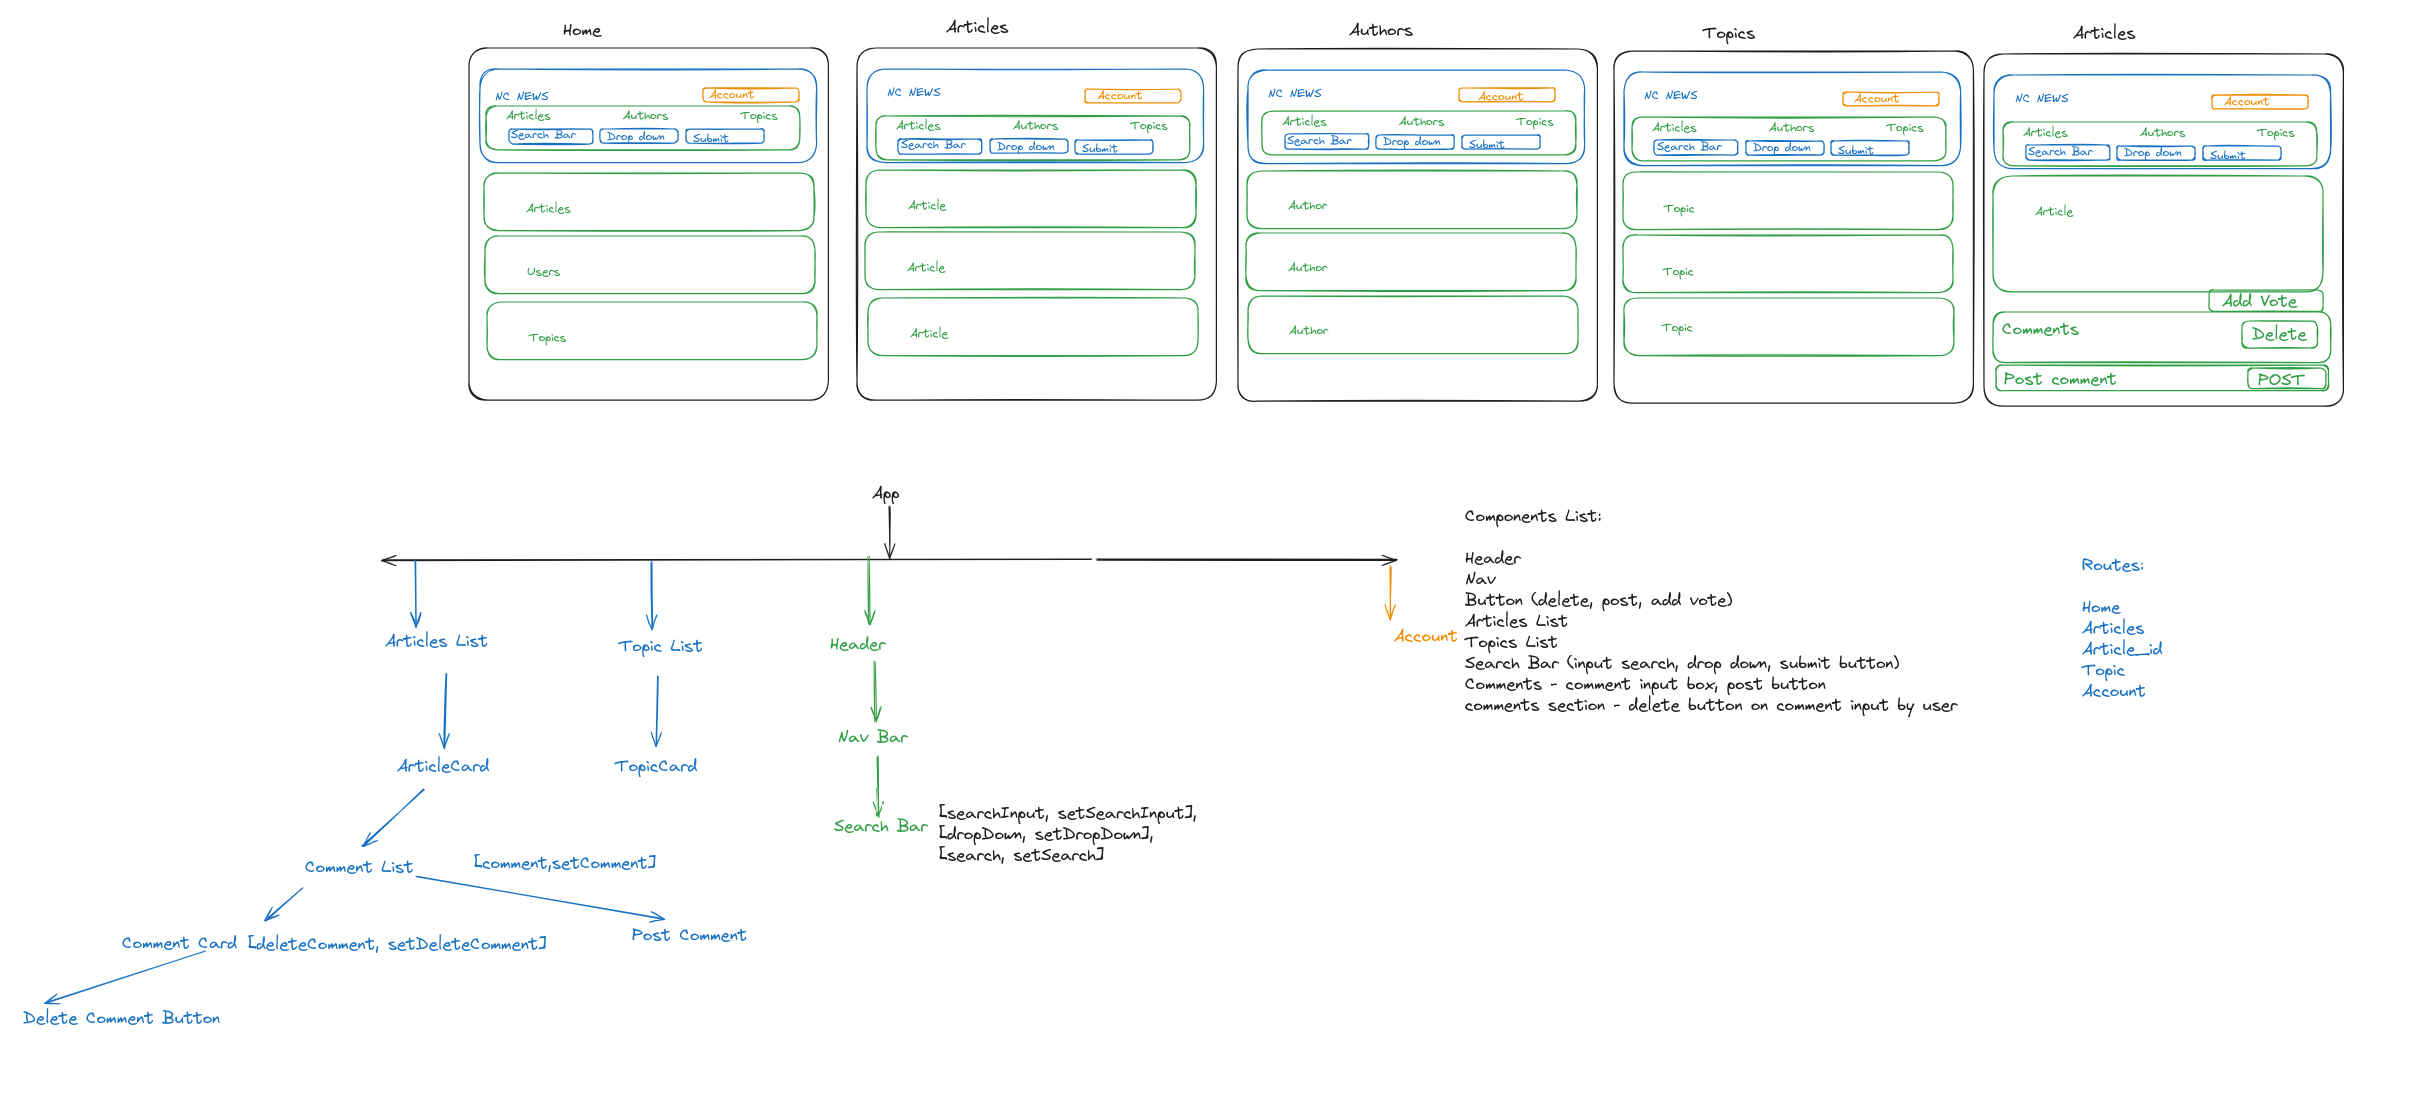 Home
Articles
Authors
Topics
Articles
NC NEWS
Account
Articles Authors Topics
Search Bar Drop down Submit
Articles
Users
Topics
NC NEWS
Account
Articles Authors Topics
Search Bar Drop down Submit
Article
Article
Article
NC NEWS
Account
Articles Authors Topics
Search Bar Drop down Submit
Author
Author
Author
NC NEWS
Account
Articles Authors Topics
Search Bar Drop down Submit
Topic
Topic
Topic
NC NEWS
Account
Articles Authors Topics
Search Bar Drop down Submit
Article
Add Vote
Comments
Delete
Post comment
POST
App
Articles List
Topic List
Header
Account
ArticleCard
TopicCard
Nav Bar
Search Bar
[searchInput, setSearchInput],
[dropDown, setDropDown],
[search, setSearch]
Comment List
[comment,setComment]
Comment Card [deleteComment, setDeleteComment]
Post Comment
Delete Comment Button
Components List:
Header
Nav
Button (delete, post, add vote)
Articles List
Topics List
Search Bar (input search, drop down, submit button)
Comments - comment input box, post button
comments section - delete button on comment input by user
Routes:
Home
Articles
Article_id
Topic
Account